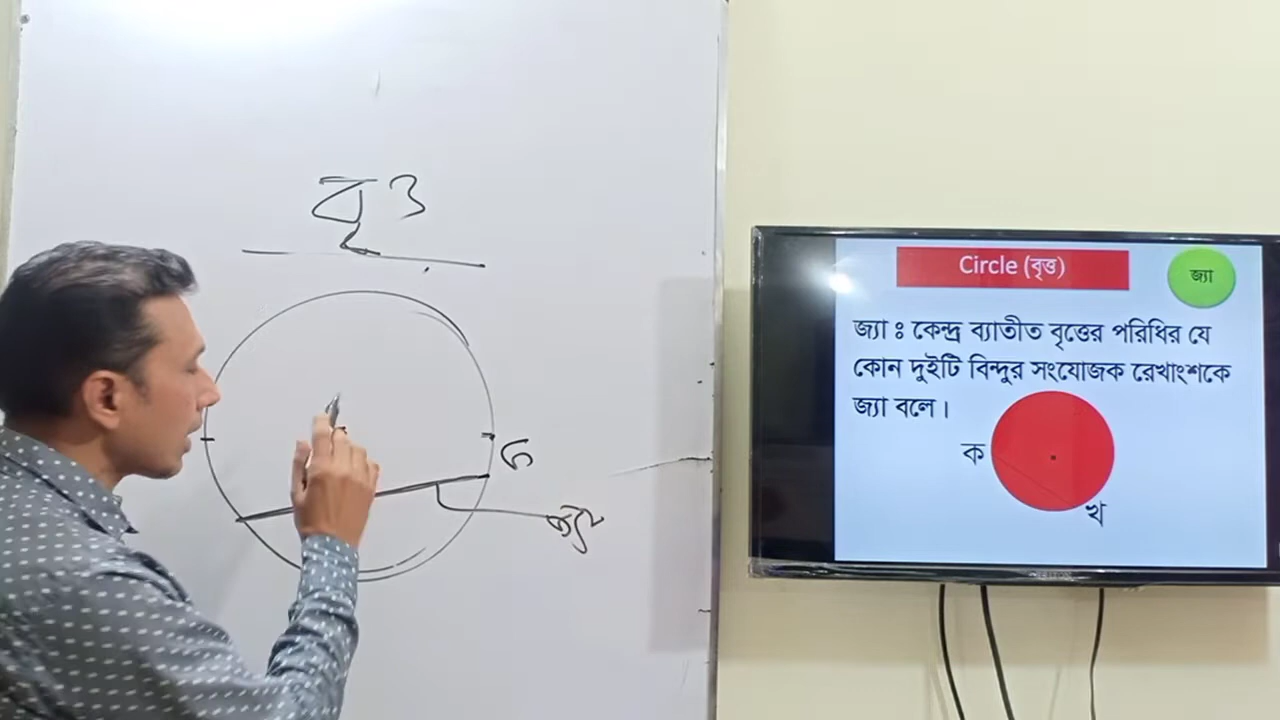 বৃত্ত
Circle (বৃত্ত)
জ্যা
জ্যা ঃ কেন্দ্র ব্যাতীত বৃত্তের পরিধির যে
কোন দুইটি বিন্দুর সংযোজক রেখাংশকে
জ্যা বলে।
ক
খ